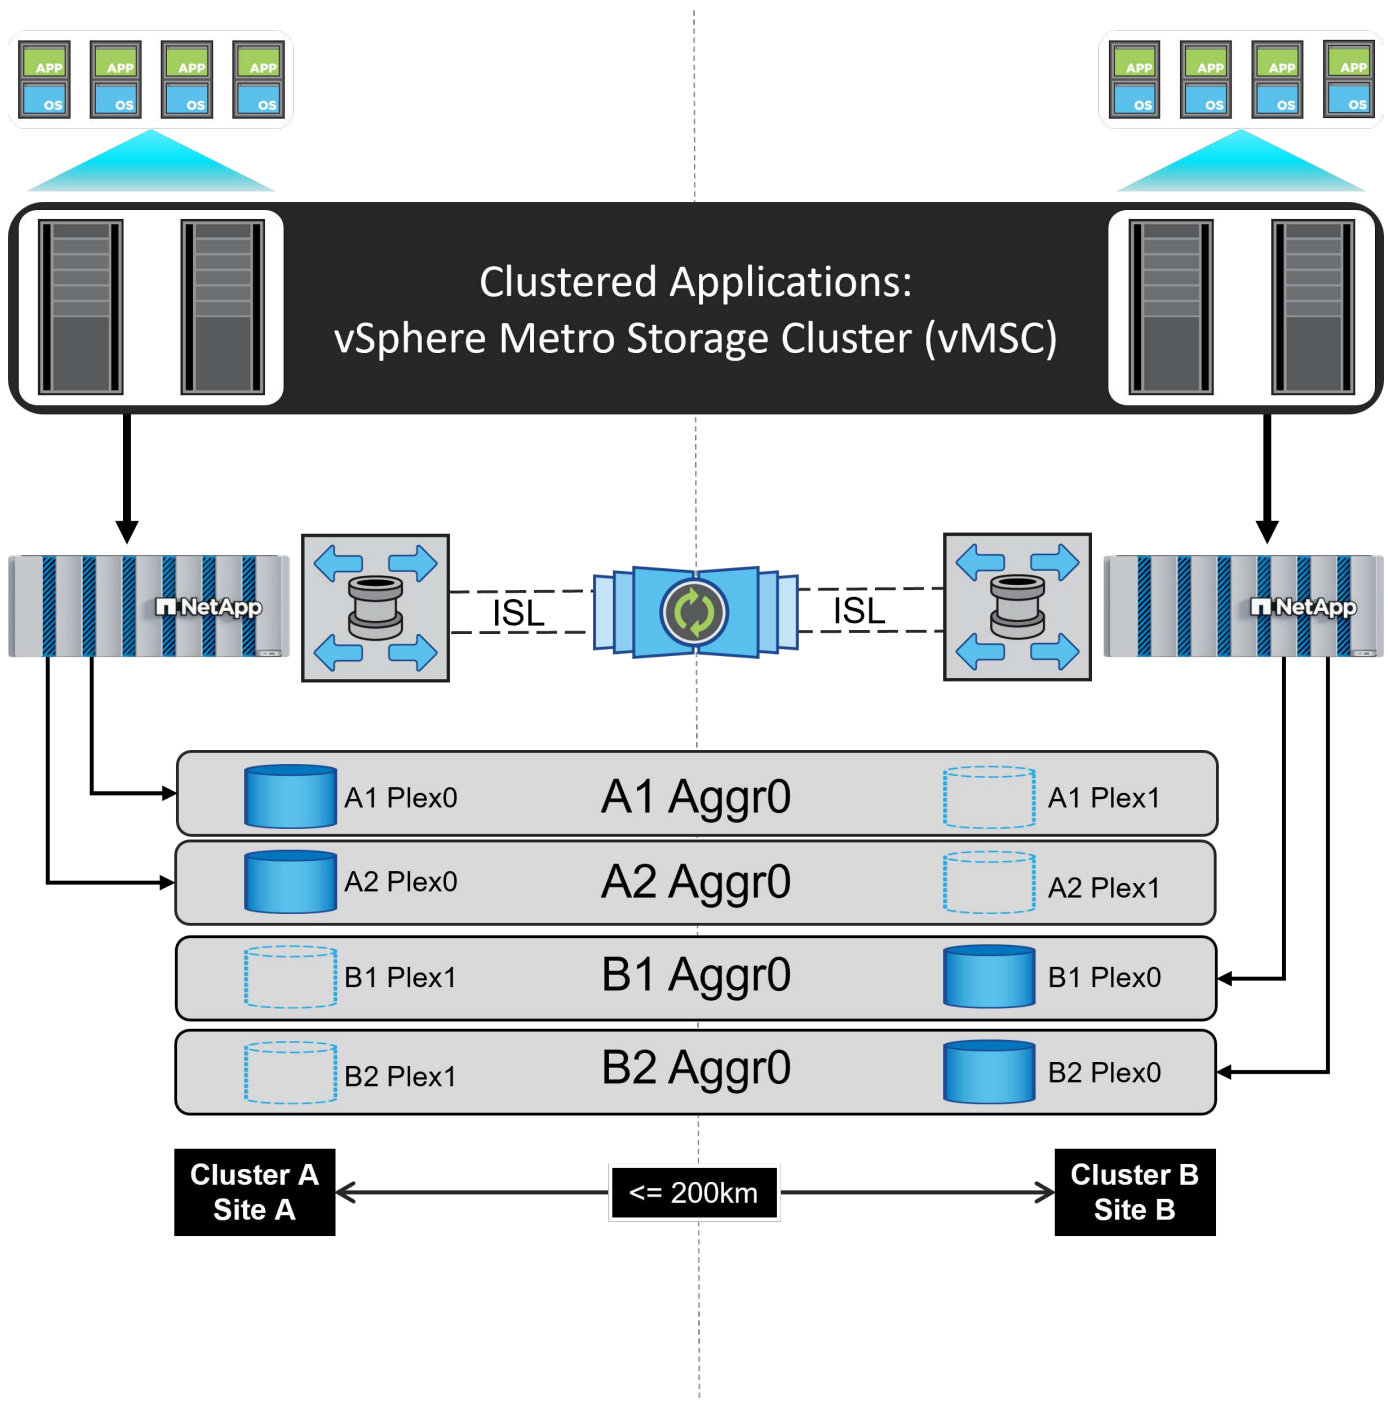 APP APP APP APP
OS OS OS OS
APP APP APP APP
OS OS OS OS
Clustered Applications:
vSphere Metro Storage Cluster (vMSC)
NetApp
ISL
ISL
NetApp
A1 Plex0
A1 Aggr0
A1 Plex1
A2 Plex0
A2 Aggr0
A2 Plex1
B1 Plex1
B1 Aggr0
B1 Plex0
B2 Plex1
B2 Aggr0
B2 Plex0
Cluster A
Site A
<= 200km
Cluster B
Site B